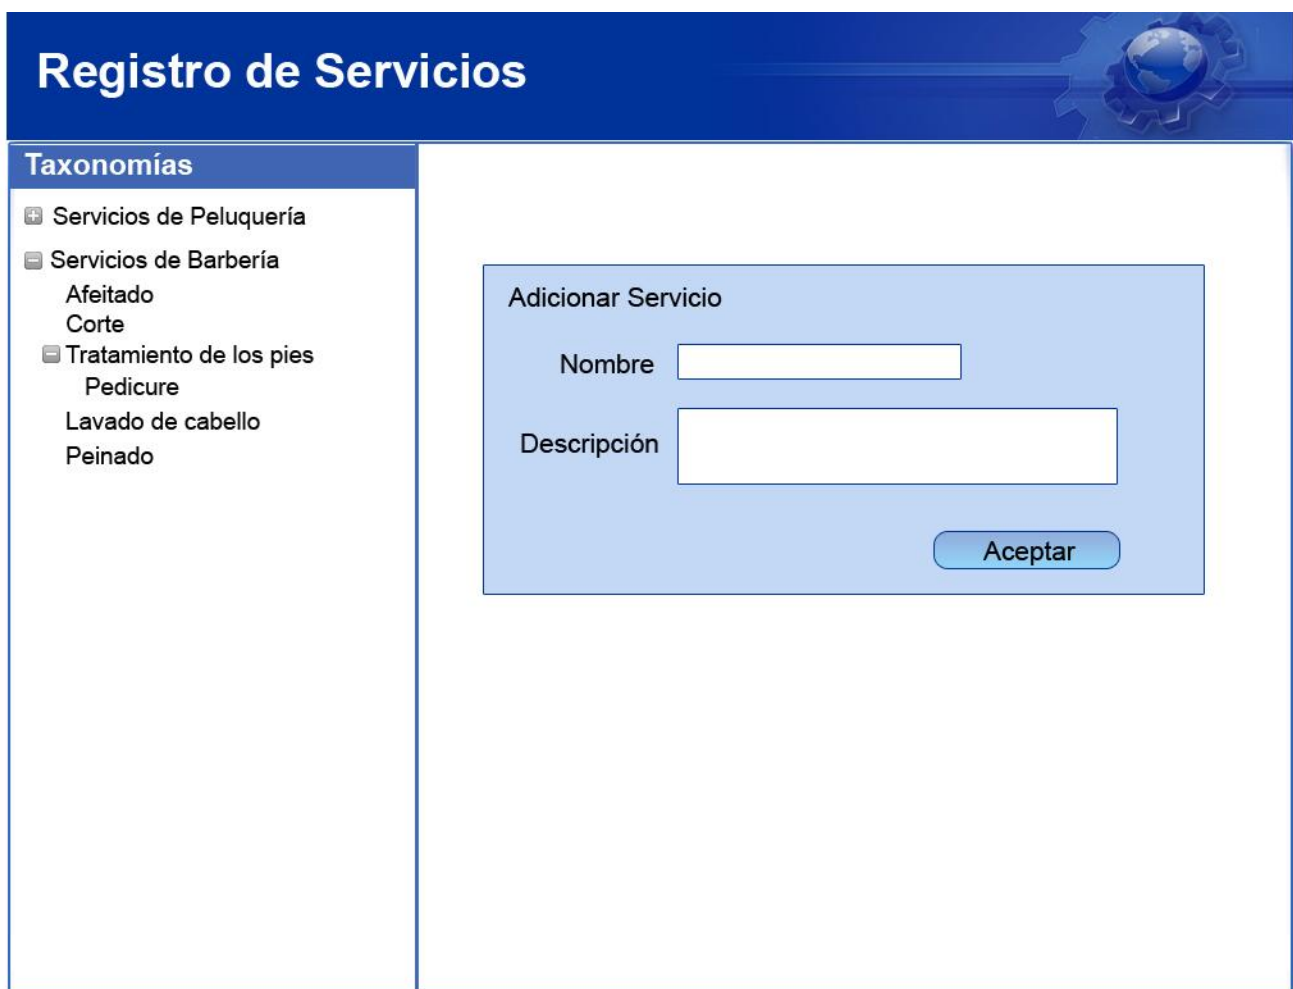 Registro de Servicios
Taxonomías
Servicios de Peluquería
Servicios de Barbería
Afeitado
Corte
Tratamiento de los pies
Pedicure
Lavado de cabello
Peinado
Adicionar Servicio
Nombre
Descripción
Aceptar